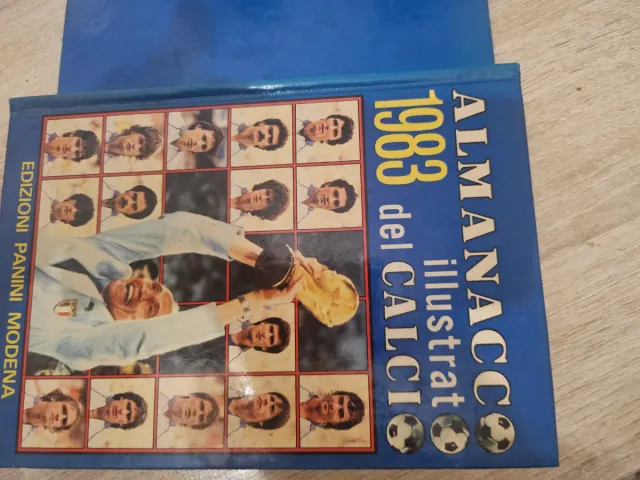 ALMANACCO
illustrato
1983 del CALCIO
EDIZIONI PANINI MODENA